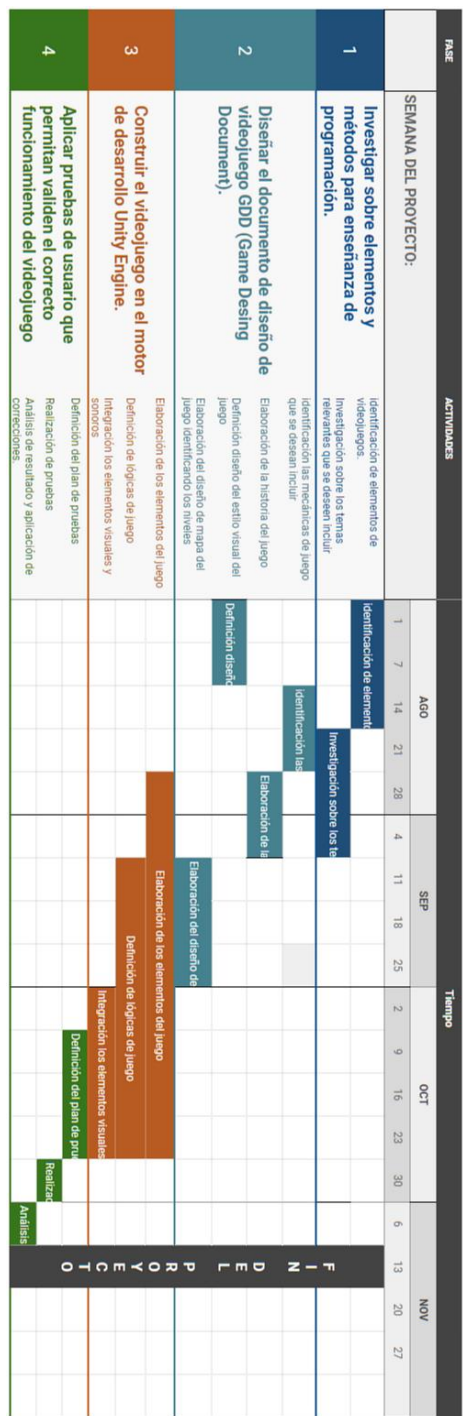 FASE
ACTIVIDADES
Tiempo
SEMANA DEL PROYECTO:
AGO
SEP
OCT
NOV
1
7
14
21
28
4
11
18
25
2
9
16
23
30
6
13
20
27
1
Investigar sobre elementos y
métodos para enseñanza de
programación.
identificación de elementos de
videojuegos.
identificación de elemento
Investigación sobre los temas
relevantes que se deseen incluir
Investigación sobre los te
2
Diseñar el documento de diseño de
videojuego GDD (Game Desing
Document).
identificación las mecánicas de juego
que se desean incluir
identificación las
Elaboración de la historia del juego
Elaboración de la
Definición diseño del estilo visual del
juego
Definición diseño
Elaboración del diseño de mapa del
juego identificando los niveles
Elaboración del diseño de
3
Construir el videojuego en el motor
de desarrollo Unity Engine.
Elaboración de los elementos del juego
Elaboración de los elementos del juego
Definición de lógicas de juego
Definición de lógicas de juego
Integración los elementos visuales y
sonoros
Integración los elementos visuales
4
Aplicar pruebas de usuario que
permitan validen el correcto
funcionamiento del videojuego
Definición del plan de pruebas
Definición del plan de prue
Realización de pruebas
Realizac
Análisis de resultado y aplicación de
correcciones
Análisis
FIN DEL PROYECTO